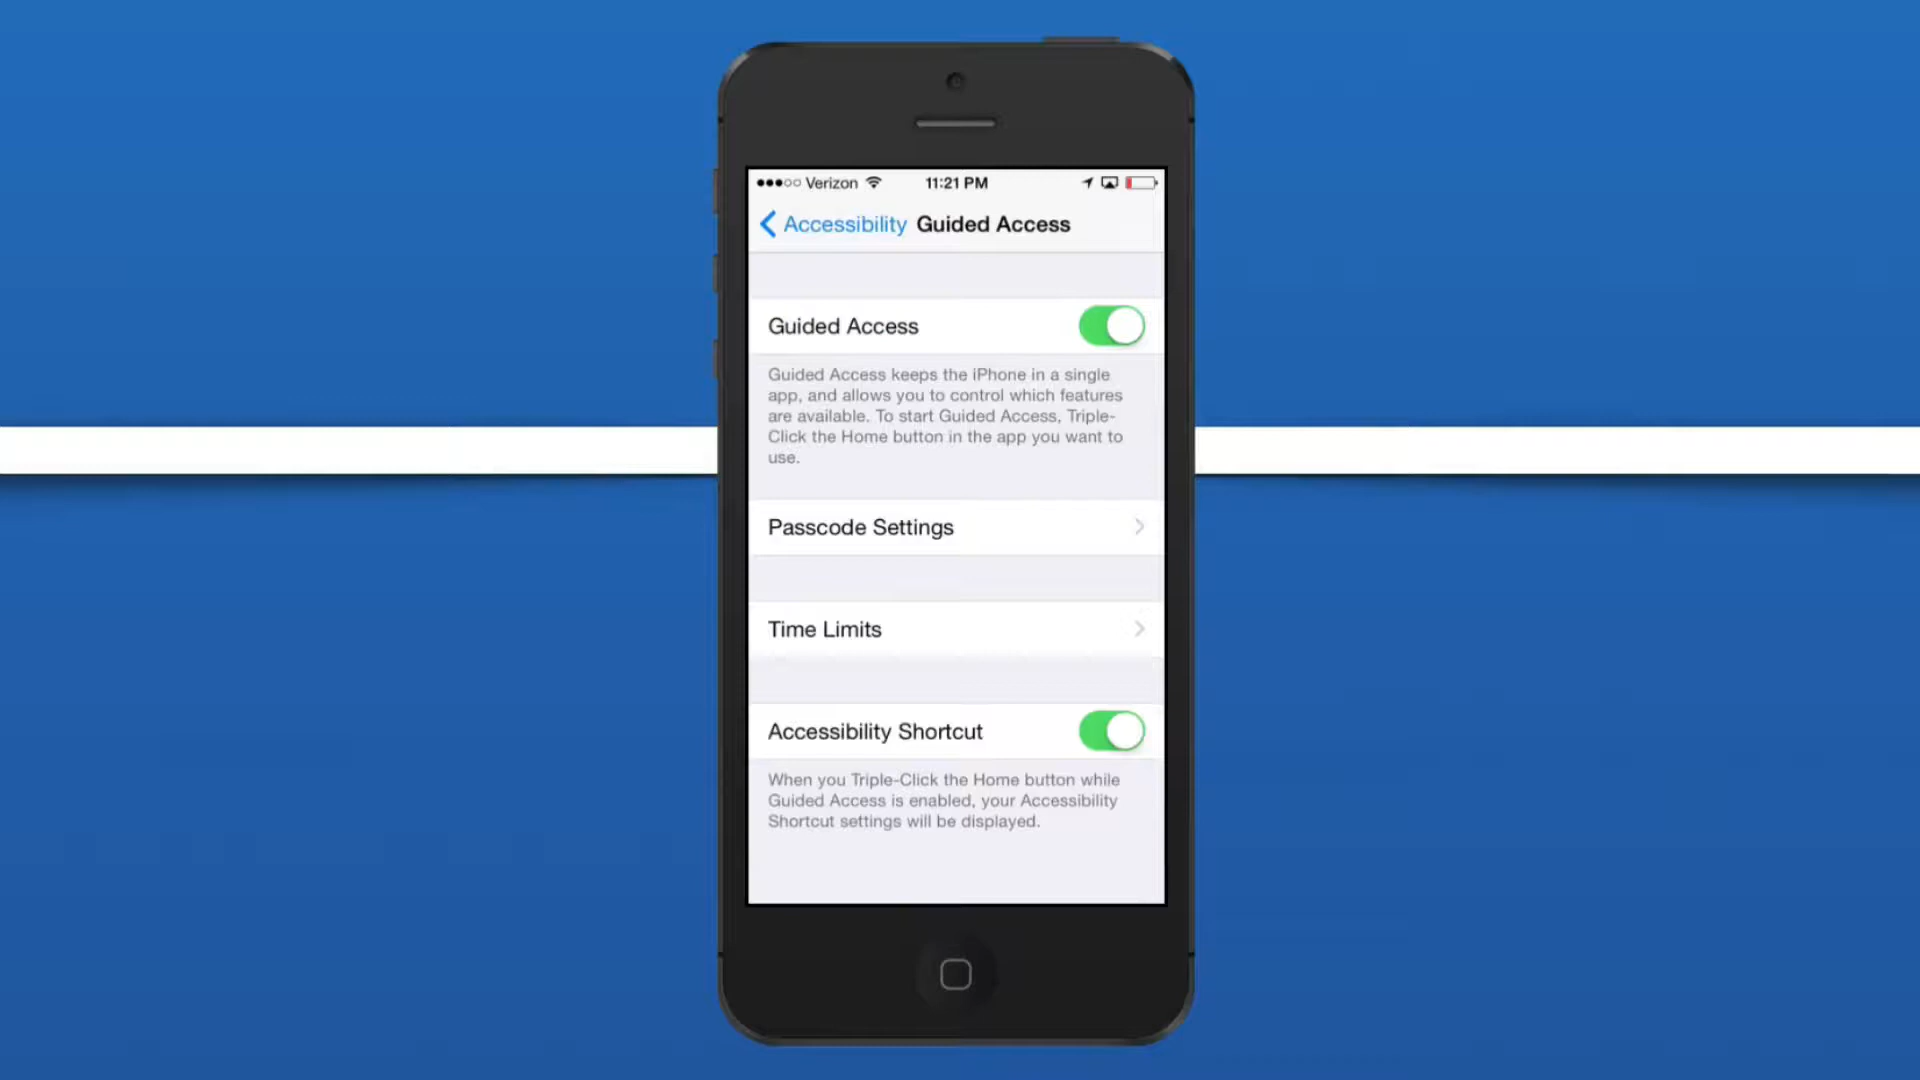 Verizon 11:21 PM
Accessibility Guided Access
Guided Access
Guided Access keeps the iPhone in a single
app, and allows you to control which features
are available. To start Guided Access, Triple-
Click the Home button in the app you want to
use.
Passcode Settings
Time Limits
Accessibility Shortcut
When you Triple-Click the Home button while
Guided Access is enabled, your Accessibility
Shortcut settings will be displayed.